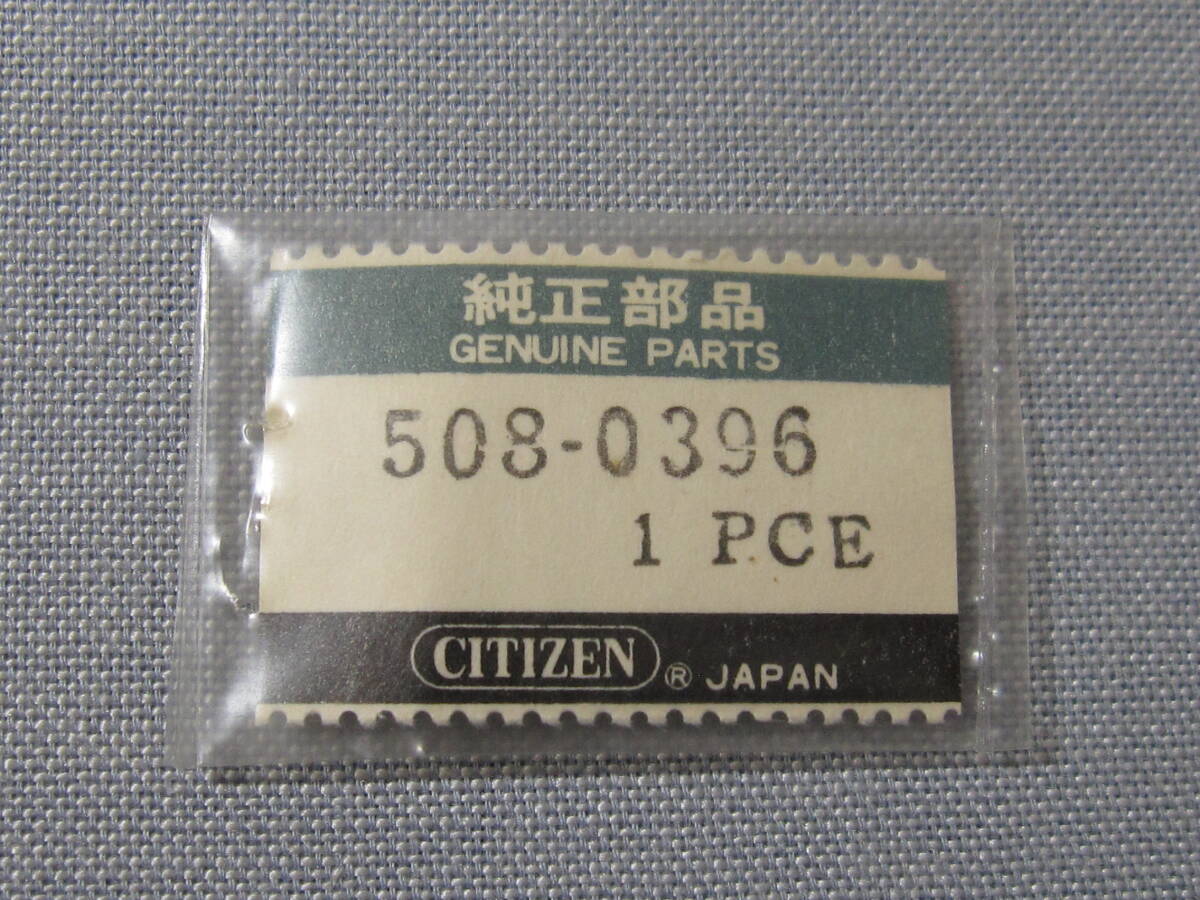 純正部品
GENUINE PARTS
508-0396
1 PCE
CITIZEN ® JAPAN